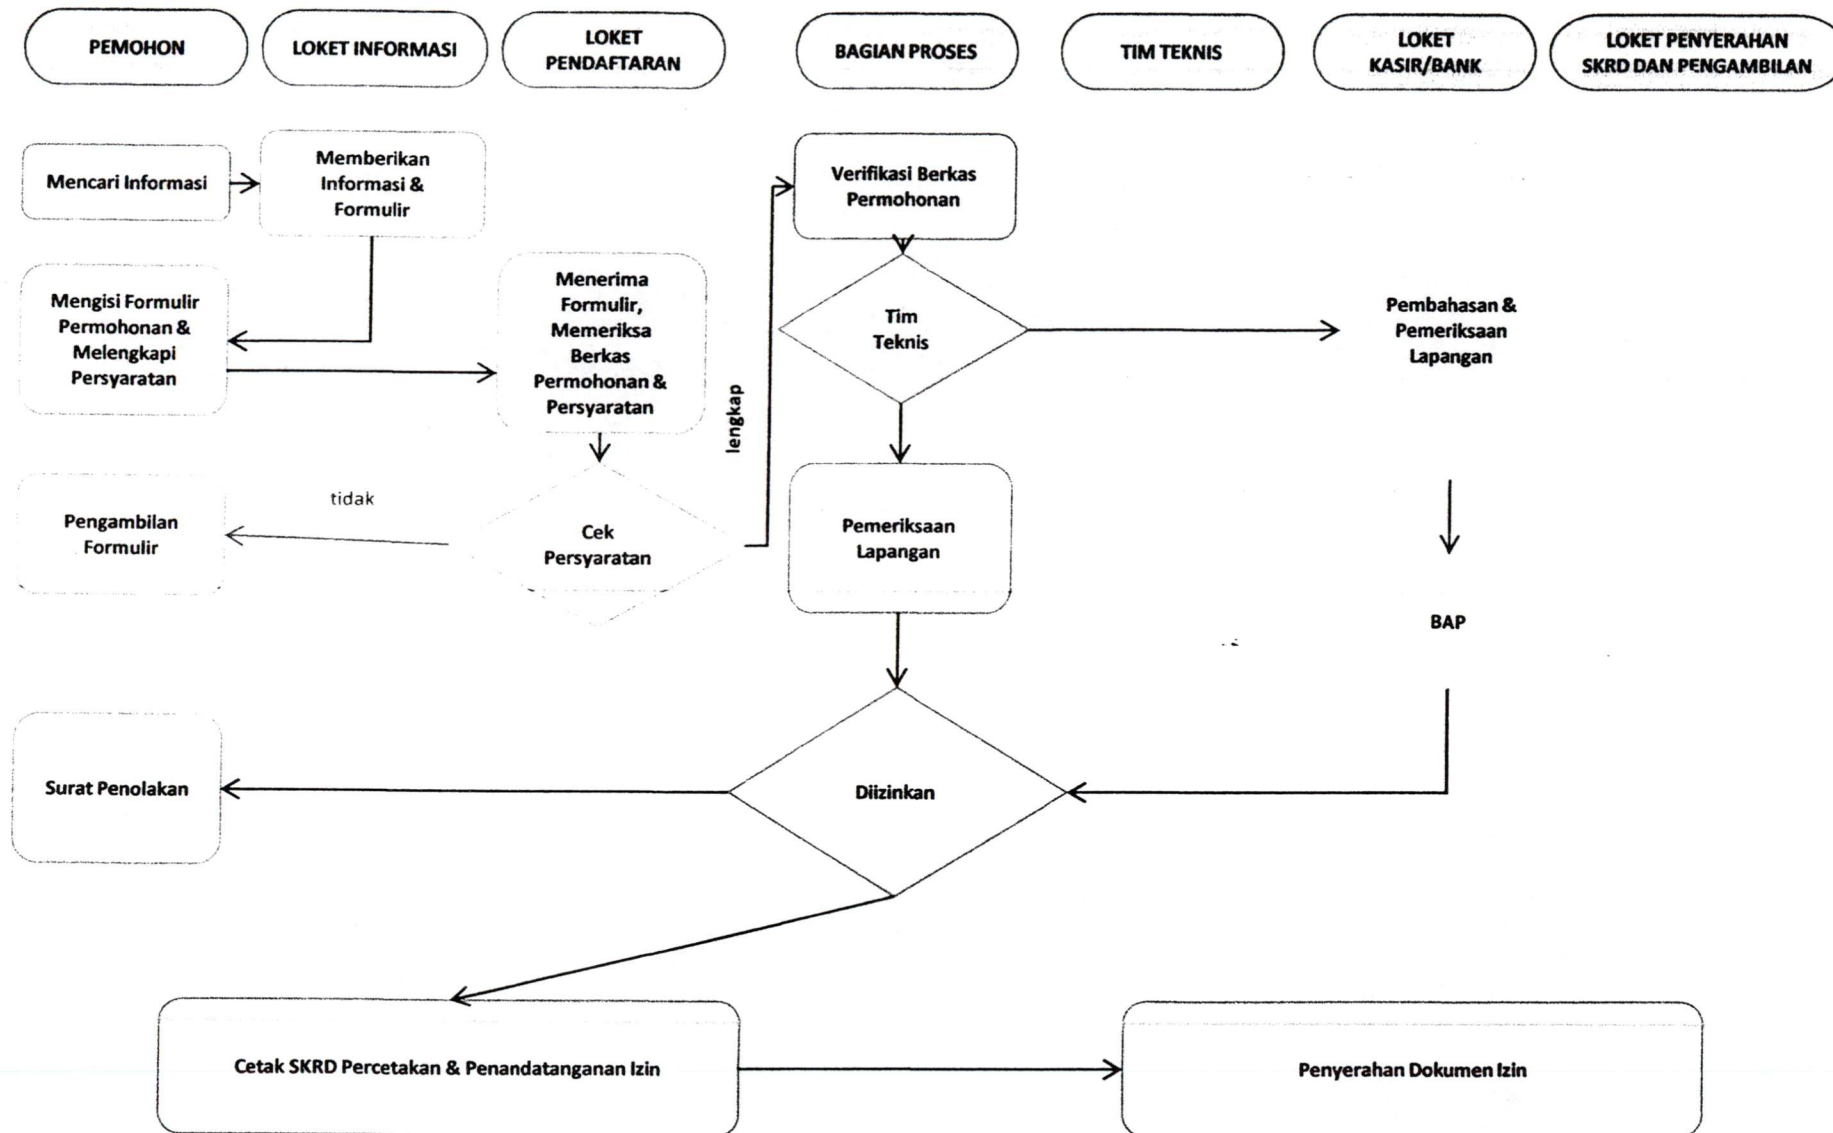 PEMOHON
LOKET INFORMASI
LOKET
PENDAFTARAN
BAGIAN PROSES
TIM TEKNIS
LOKET
KASIR/BANK
LOKET PENYERAHAN
SKRD DAN PENGAMBILAN
Mencari Informasi
Memberikan
Informasi &
Formulir
Verifikasi Berkas
Permohonan
Mengisi Formulir
Permohonan &
Melengkapi
Persyaratan
Menerima
Formulir,
Memeriksa
Berkas
Permohonan &
Persyaratan
lengkap
Tim
Teknis
Pembahasan &
Pemeriksaan
Lapangan
Pengambilan
Formulir
tidak
Cek
Persyaratan
Pemeriksaan
Lapangan
BAP
Surat Penolakan
Diizinkan
Cetak SKRD Percetakan & Penandatanganan Izin
Penyerahan Dokumen Izin